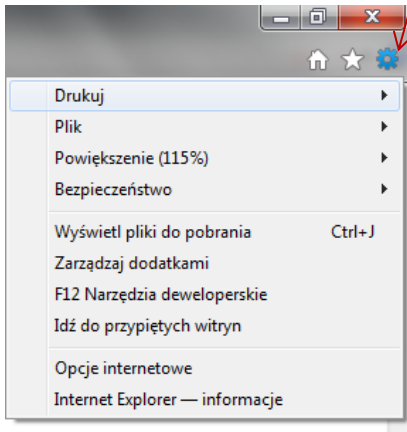 Drukuj
Plik
Powiększenie (115%)
Bezpieczeństwo
Wyświetl pliki do pobrania Ctrl+J
Zarządzaj dodatkami
F12 Narzędzia deweloperskie
Idź do przypiętych witryn
Opcje internetowe
Internet Explorer — informacje